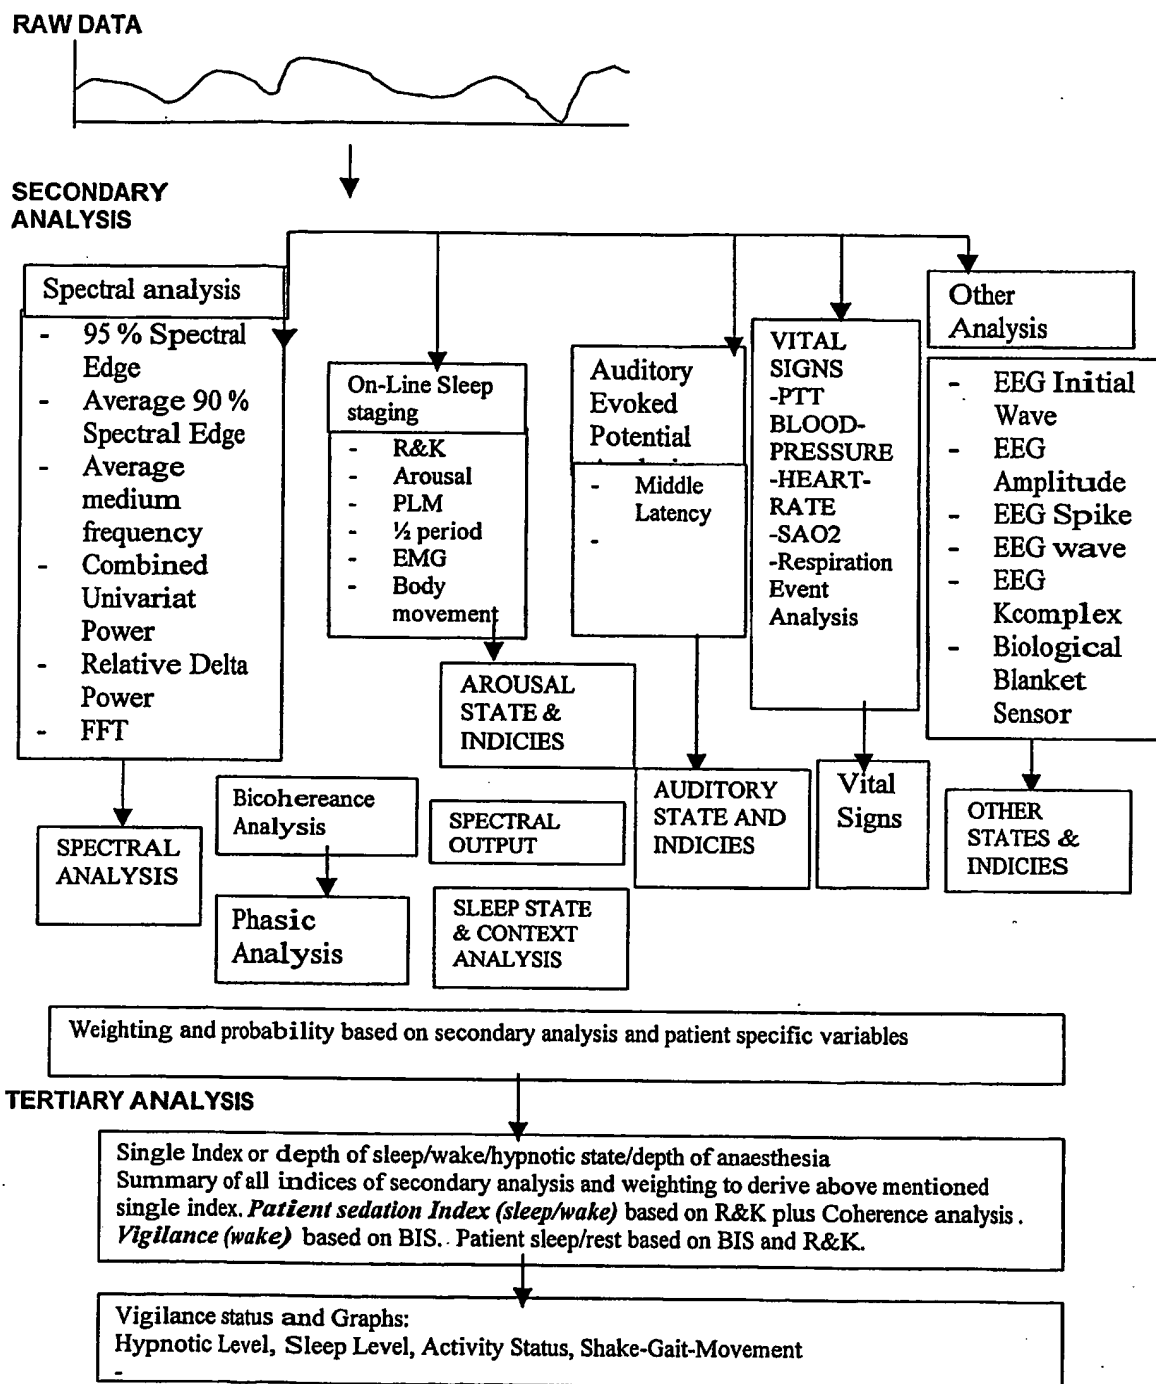 RAW DATA
SECONDARY
ANALYSIS
Spectral analysis
- 95 % Spectral
Edge
- Average 90 %
Spectral Edge
- Average
medium
frequency
- Combined
Univariat
Power
- Relative Delta
Power
- FFT
On-Line Sleep
staging
- R&K
- Arousal
- PLM
- ½ period
- EMG
- Body
movement
Auditory
Evoked
Potential
- Middle
Latency
-
VITAL
SIGNS
-PTT
BLOOD-
PRESSURE
-HEART-
RATE
-SAO2
-Respiration
Event
Analysis
Other
Analysis
- EEG Initial
Wave
- EEG
Amplitude
- EEG Spike
- EEG wave
- EEG
Kcomplex
- Biological
Blanket
Sensor
SPECTRAL
ANALYSIS
Bicohereance
Analysis
Phasic
Analysis
AROUSAL
STATE &
INDICIES
SPECTRAL
OUTPUT
SLEEP STATE
& CONTEXT
ANALYSIS
AUDITORY
STATE AND
INDICIES
Vital
Signs
OTHER
STATES &
INDICIES
Weighting and probability based on secondary analysis and patient specific variables
TERTIARY ANALYSIS
Single Index or depth of sleep/wake/hypnotic state/depth of anaesthesia
Summary of all indices of secondary analysis and weighting to derive above mentioned
single index. Patient sedation Index (sleep/wake) based on R&K plus Coherence analysis .
Vigilance (wake) based on BIS. Patient sleep/rest based on BIS and R&K.
Vigilance status and Graphs:
Hypnotic Level, Sleep Level, Activity Status, Shake-Gait-Movement
-